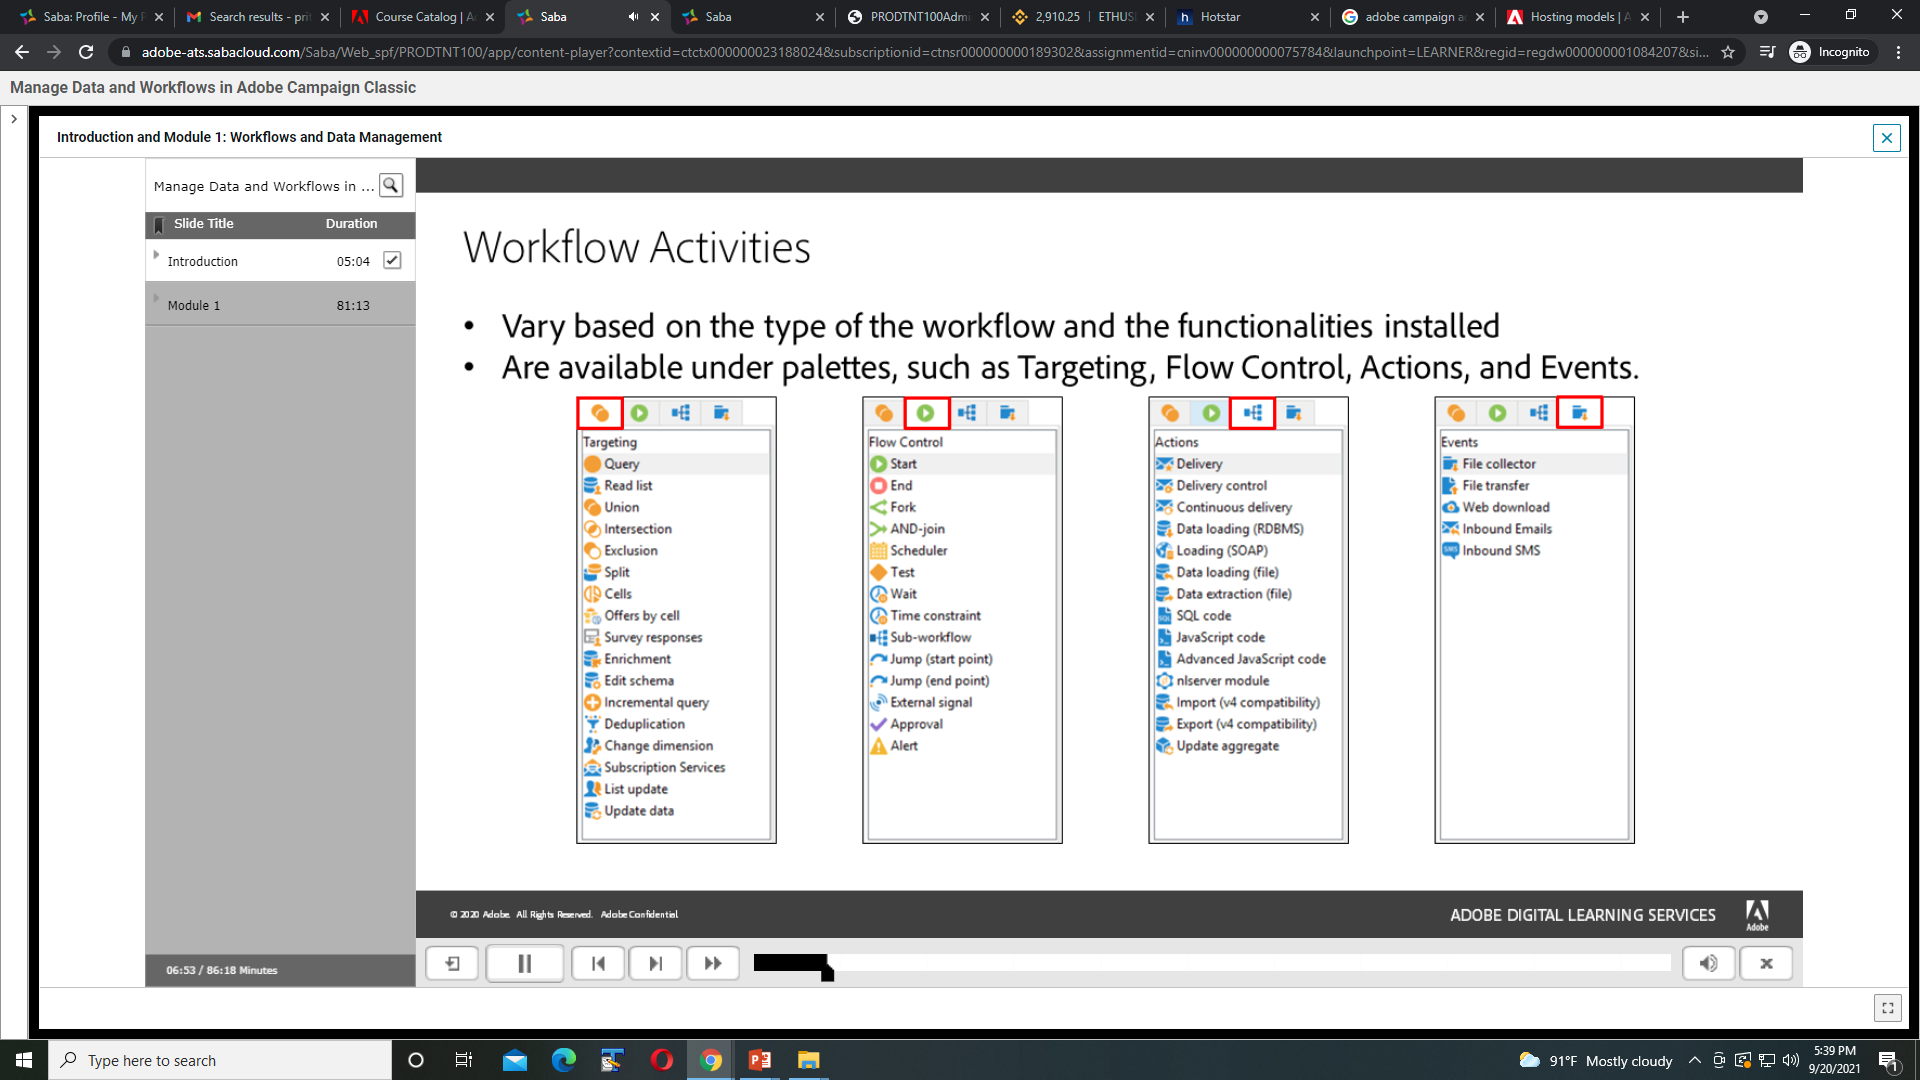 Saba: Profile - My P
Search results - prit
Course Catalog | A
Saba
Saba
PRODTNT100Admi
2,910.25 | ETHUS
Hotstar
adobe campaign a
Hosting models | A
adobe-ats.sabacloud.com/Saba/Web_spf/PRODTNT100/app/content-player?contextid=ctctx000000023188024&subscriptionid=ctnsr0000000000189302&assignmentid=cninv000000000075784&launchpoint=LEARNER&regid=regdw000000001084207&si...
Incognito
Manage Data and Workflows in Adobe Campaign Classic
Introduction and Module 1: Workflows and Data Management
Manage Data and Workflows in ...
Slide Title Duration
Introduction 05:04
Module 1 81:13
06:53 / 86:18 Minutes
Workflow Activities
• Vary based on the type of the workflow and the functionalities installed
• Are available under palettes, such as Targeting, Flow Control, Actions, and Events.
Targeting
Query
Read list
Union
Intersection
Exclusion
Split
Cells
Offers by cell
Survey responses
Enrichment
Edit schema
Incremental query
Deduplication
Change dimension
Subscription Services
List update
Update data
Flow Control
Start
End
Fork
AND-join
Scheduler
Test
Wait
Time constraint
Sub-workflow
Jump (start point)
Jump (end point)
External signal
Approval
Alert
Actions
Delivery
Delivery control
Continuous delivery
Data loading (RDBMS)
Loading (SOAP)
Data loading (file)
Data extraction (file)
SQL code
JavaScript code
Advanced JavaScript code
nlserver module
Import (v4 compatibility)
Export (v4 compatibility)
Update aggregate
Events
File collector
File transfer
Web download
Inbound Emails
Inbound SMS
© 2020 Adobe. All Rights Reserved. Adobe Confidential
ADOBE DIGITAL LEARNING SERVICES
Adobe
Type here to search
91°F Mostly cloudy
5:39 PM
9/20/2021
1